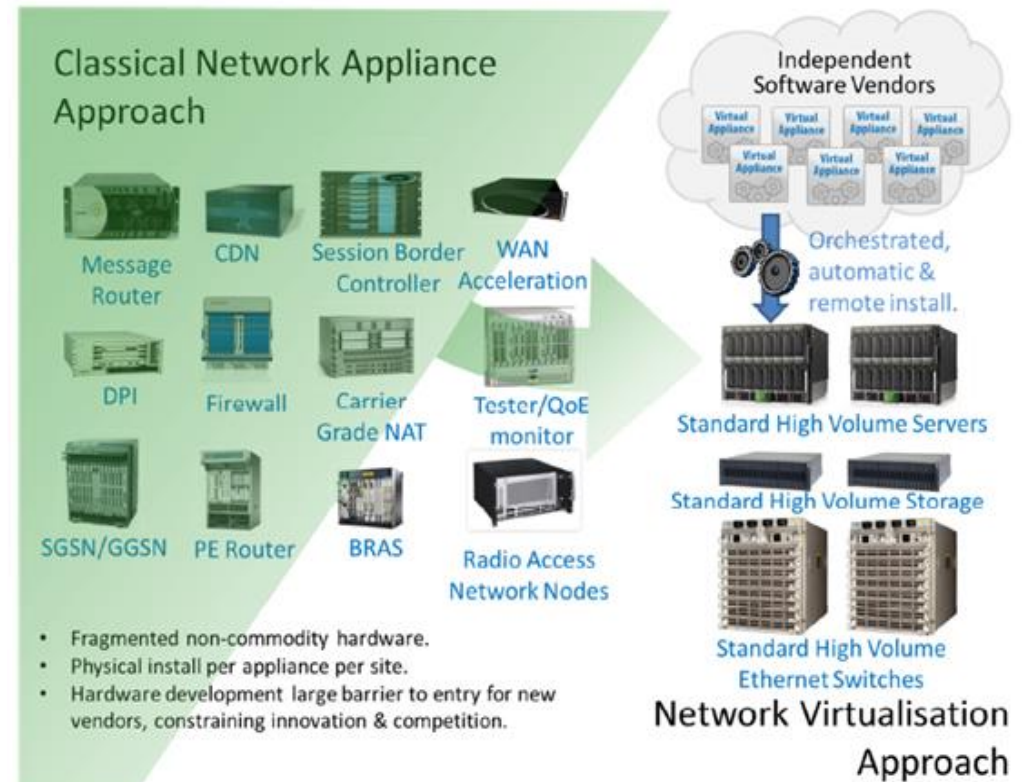 Classical Network Appliance
Approach
Message
Router
CDN
Session Border
Controller
WAN
Acceleration
DPI
Firewall
Carrier
Grade NAT
Tester/QoE
monitor
SGSN/GGSN
PE Router
BRAS
Radio Access
Network Nodes
• Fragmented non-commodity hardware.
• Physical install per appliance per site.
• Hardware development large barrier to entry for new
vendors, constraining innovation & competition.
Independent
Software Vendors
Virtual
Appliance
Virtual
Appliance
Virtual
Appliance
Virtual
Appliance
Virtual
Appliance
Virtual
Appliance
Virtual
Appliance
Orchestrated,
automatic &
remote install.
Standard High Volume Servers
Standard High Volume Storage
Standard High Volume
Ethernet Switches
Network Virtualisation
Approach